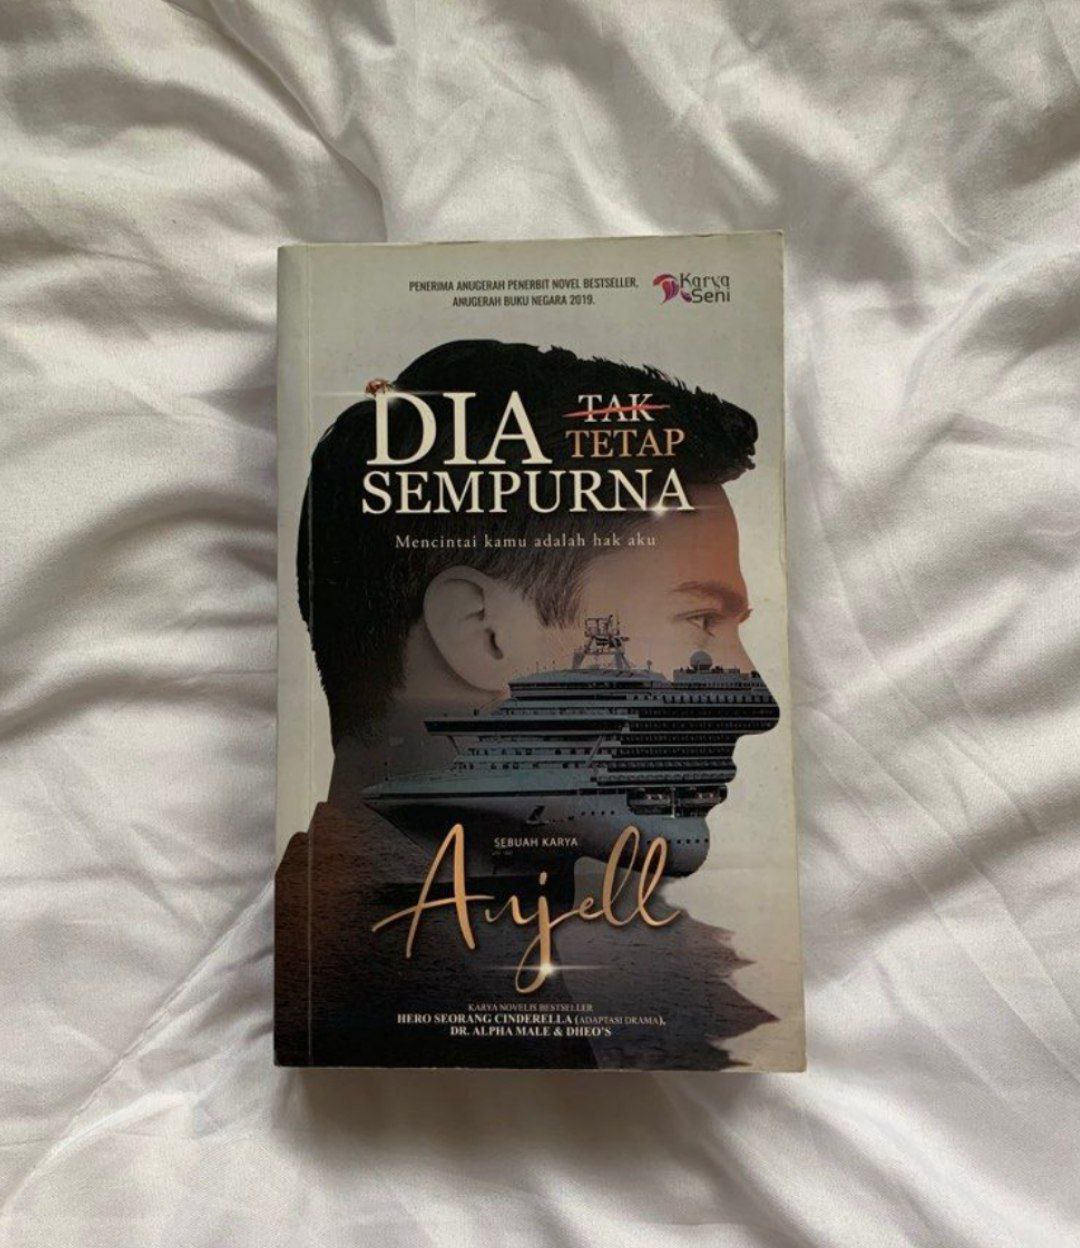 PENERIMA ANUGERAH PENERBIT NOVEL BESTSELLER,
ANUGERAH BUKU NEGARA 2019.
Karya
Seni
DIA TAK
TETAP
SEMPURNA
Mencintai kamu adalah hak aku
SEBUAH KARYA
Anjell
KARYA NOVELIS BESTSELLER
HERO SEORANG CINDERELLA (ADAPTASI DRAMA),
DR. ALPHA MALE & DHEO'S